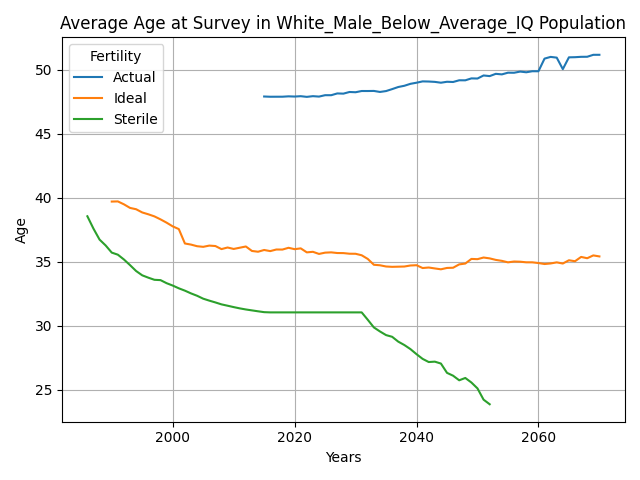 Average Age at Survey in White_Male_Below_Average_IQ Population
Fertility
Actual
Ideal
Sterile
50
45
40
35
30
25
Age
2000
2020
2040
2060
Years